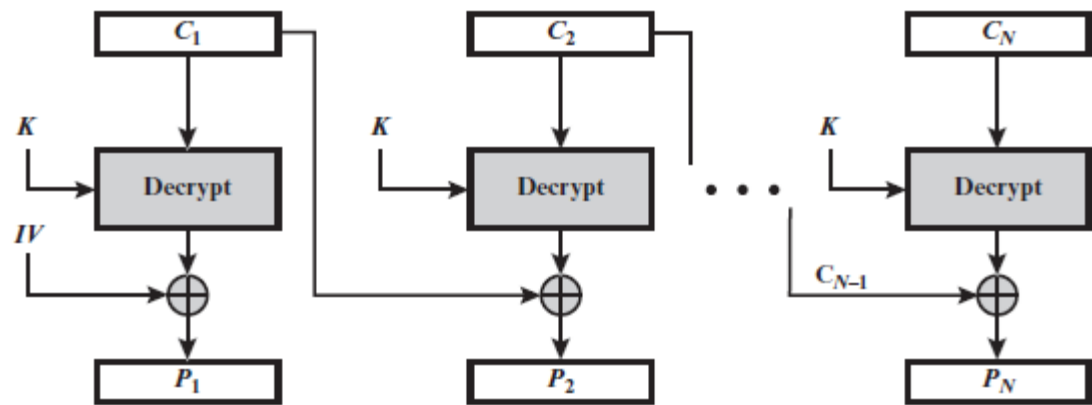 C1 C2 CN
K K K
Decrypt Decrypt Decrypt
IV
CN–1
P1 P2 PN